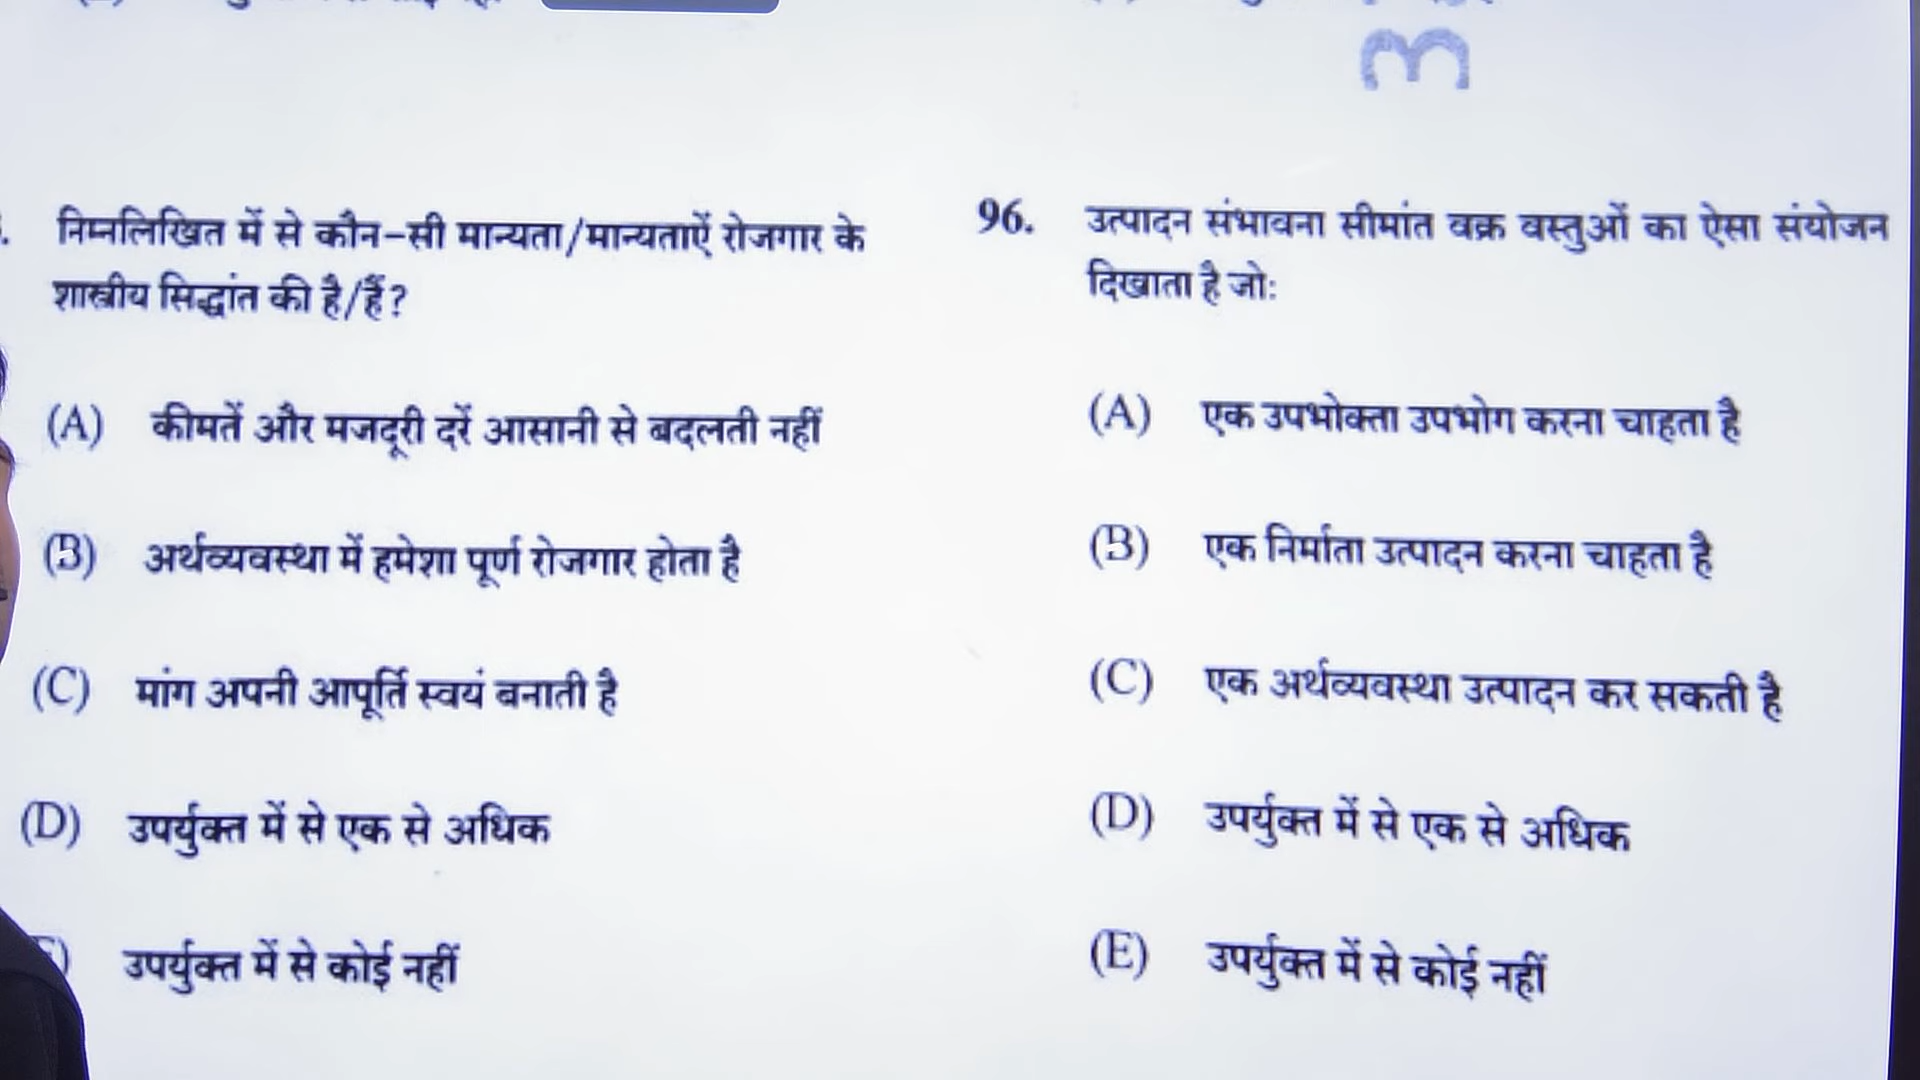 निम्नलिखित में से कौन-सी मान्यता/मान्यताऐं रोजगार के
शास्त्रीय सिद्धांत की है/हैं?
(A) कीमतें और मजदूरी दरें आसानी से बदलती नहीं
(B) अर्थव्यवस्था में हमेशा पूर्ण रोजगार होता है
(C) मांग अपनी आपूर्ति स्वयं बनाती है
(D) उपर्युक्त में से एक से अधिक
उपर्युक्त में से कोई नहीं
96. उत्पादन संभावना सीमांत वक्र वस्तुओं का ऐसा संयोजन
दिखाता है जो:
(A) एक उपभोक्ता उपभोग करना चाहता है
(B) एक निर्माता उत्पादन करना चाहता है
(C) एक अर्थव्यवस्था उत्पादन कर सकती है
(D) उपर्युक्त में से एक से अधिक
(E) उपर्युक्त में से कोई नहीं